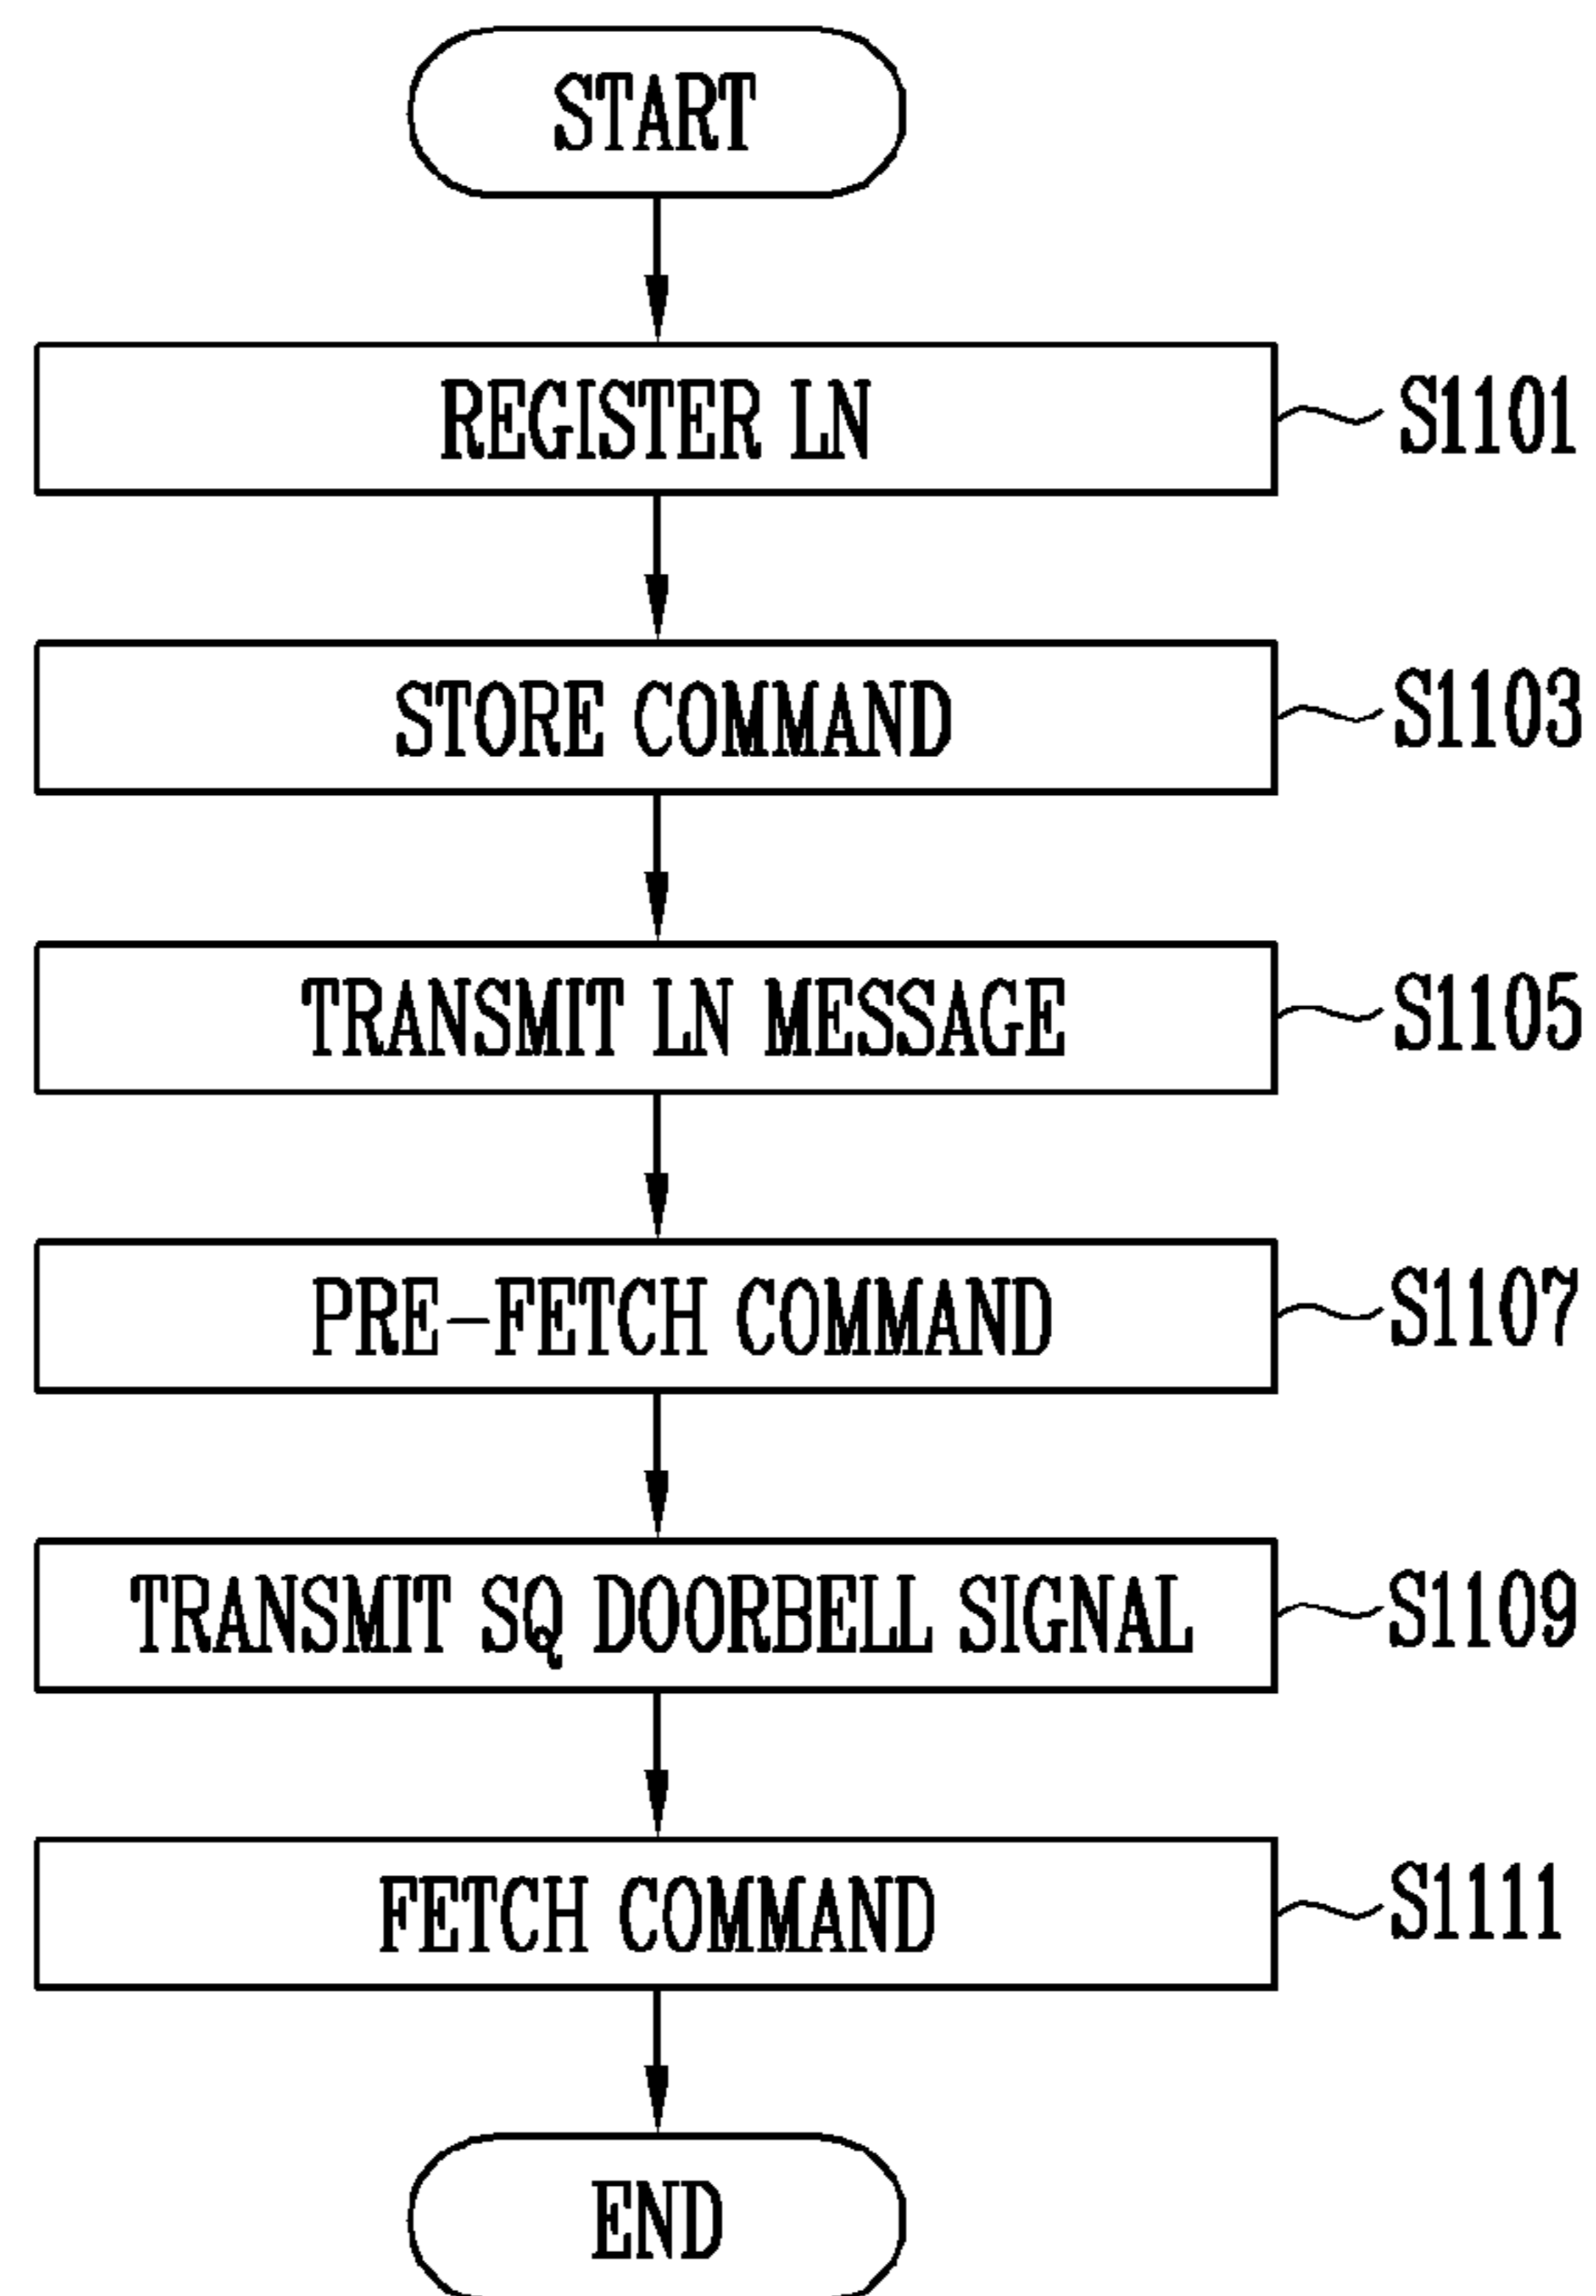 START
REGISTER LN
S1101
STORE COMMAND
S1103
TRANSMIT LN MESSAGE
S1105
PRE-FETCH COMMAND
S1107
TRANSMIT SQ DOORBELL SIGNAL
S1109
FETCH COMMAND
S1111
END